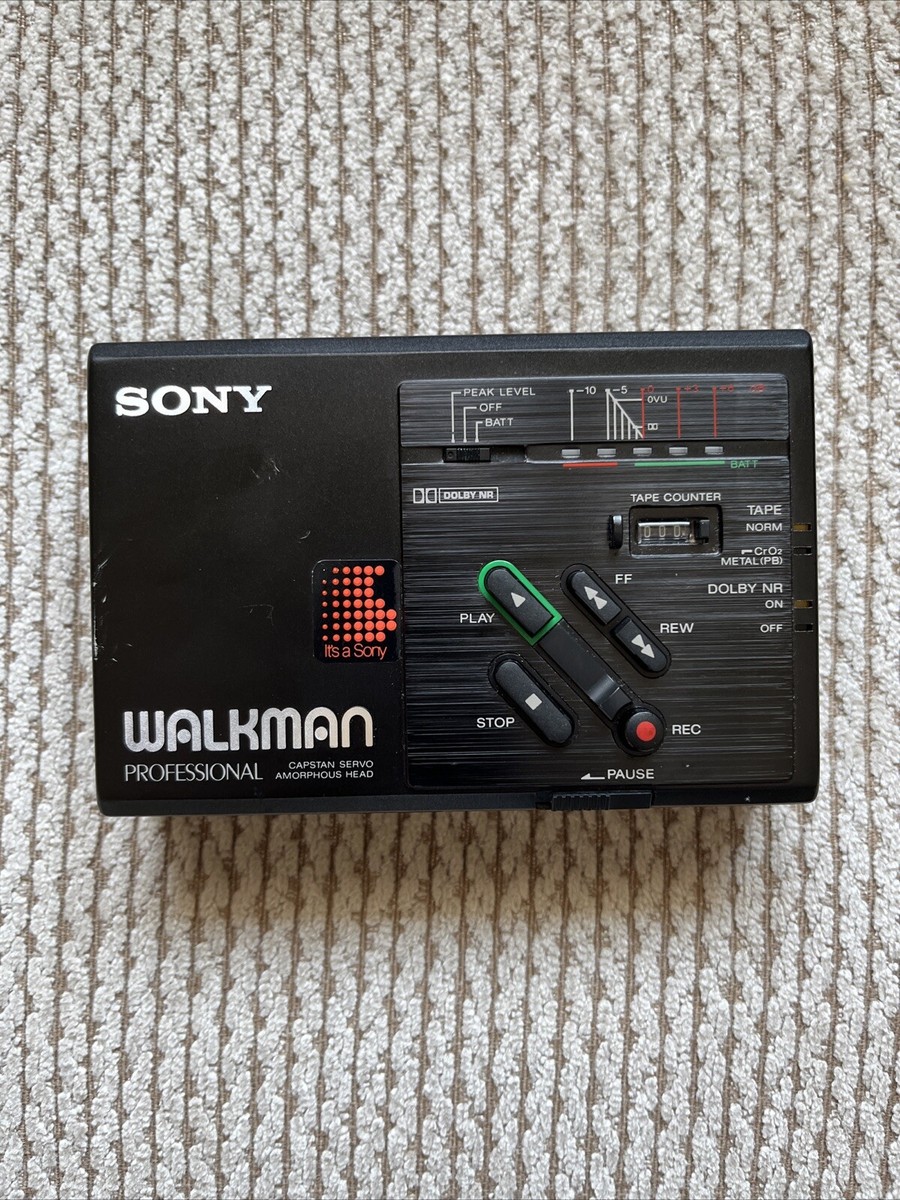 SONY
PEAK LEVEL
OFF
BATT
-10
-5
0
+3
0VU
BATT
DOLBY NR
TAPE COUNTER
TAPE
NORM
CrO2
METAL(PB)
DOLBY NR
ON
OFF
FF
PLAY
REW
It's a Sony
STOP
REC
WALKMAN
PROFESSIONAL
CAPSTAN SERVO
AMORPHOUS HEAD
PAUSE